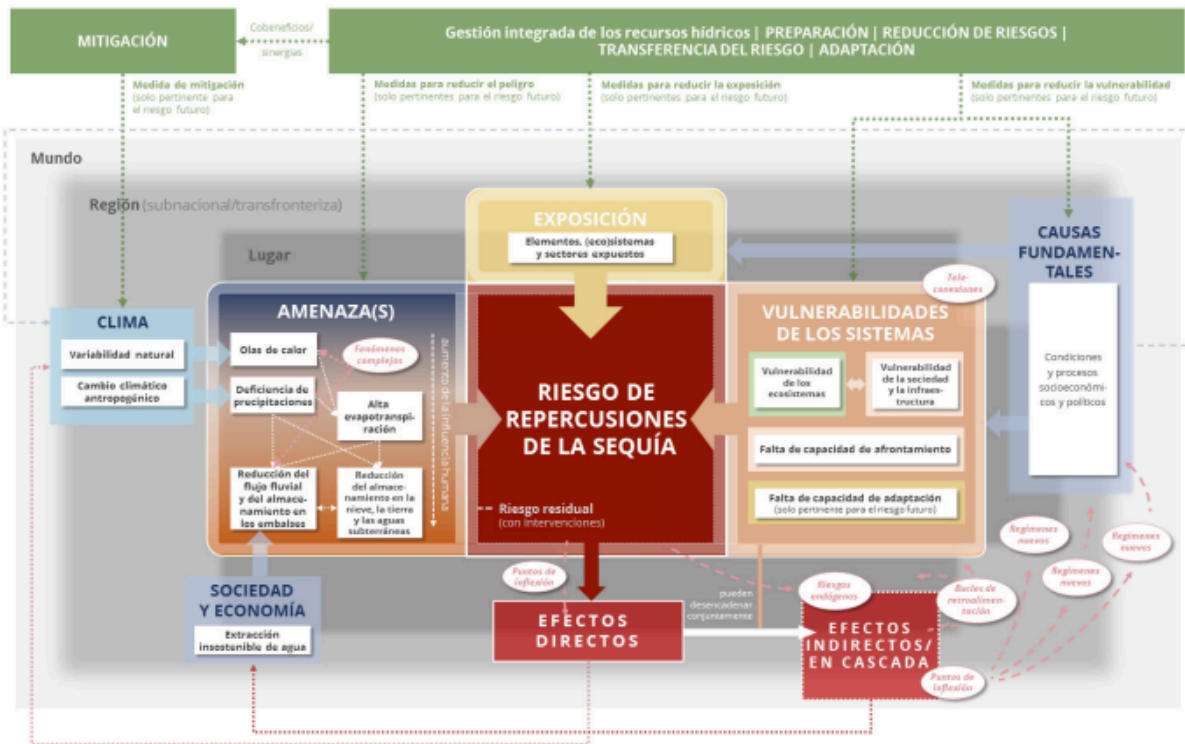 MITIGACIÓN
Cobeneficios/
sinergias
Gestión integrada de los recursos hídricos | PREPARACIÓN | REDUCCIÓN DE RIESGOS |
TRANSFERENCIA DEL RIESGO | ADAPTACIÓN
Medida de mitigación
(solo pertinente para
el riesgo futuro)
Medidas para reducir el peligro
(solo pertinentes para el riesgo futuro)
Medidas para reducir la exposición
(solo pertinentes para el riesgo futuro)
Medidas para reducir la vulnerabilidad
(solo pertinentes para el riesgo futuro)
Mundo
Región (subnacional/transfronteriza)
Lugar
EXPOSICIÓN
Elementos, (eco)sistemas
y sectores expuestos
CAUSAS
FUNDAMEN-
TALES
Condiciones
y procesos
socioeconómi-
cos y políticos
Tele-
conexiones
CLIMA
Variabilidad natural
Cambio climático
antropogénico
AMENAZA(S)
Olas de calor
Fenómenos
complejos
Deficiencia de
precipitaciones
Alta
evapotranspi-
ración
Reducción del
flujo fluvial
y del almace-
namiento en
los embalses
Reducción
del almace-
namiento en la
nieve, la tierra
y las aguas
subterráneas
aumento de la influencia humana
RIESGO DE
REPERCUSIONES
DE LA SEQUÍA
Riesgo residual
(con intervenciones)
VULNERABILIDADES
DE LOS SISTEMAS
Vulnerabilidad
de los
ecosistemas
Vulnerabilidad
de la sociedad
y la infraes-
tructura
Falta de capacidad de afrontamiento
Falta de capacidad de adaptación
(solo pertinente para el riesgo futuro)
SOCIEDAD
Y ECONOMÍA
Extracción
insostenible de agua
Puntos de
inflexión
EFECTOS
DIRECTOS
pueden
desencadenar
conjuntamente
Riesgos
endógenos
Bucles de
retroalimen-
tación
EFECTOS
INDIRECTOS/
EN CASCADA
Puntos de
inflexión
Regímenes
nuevos
Regímenes
nuevos
Regímenes
nuevos